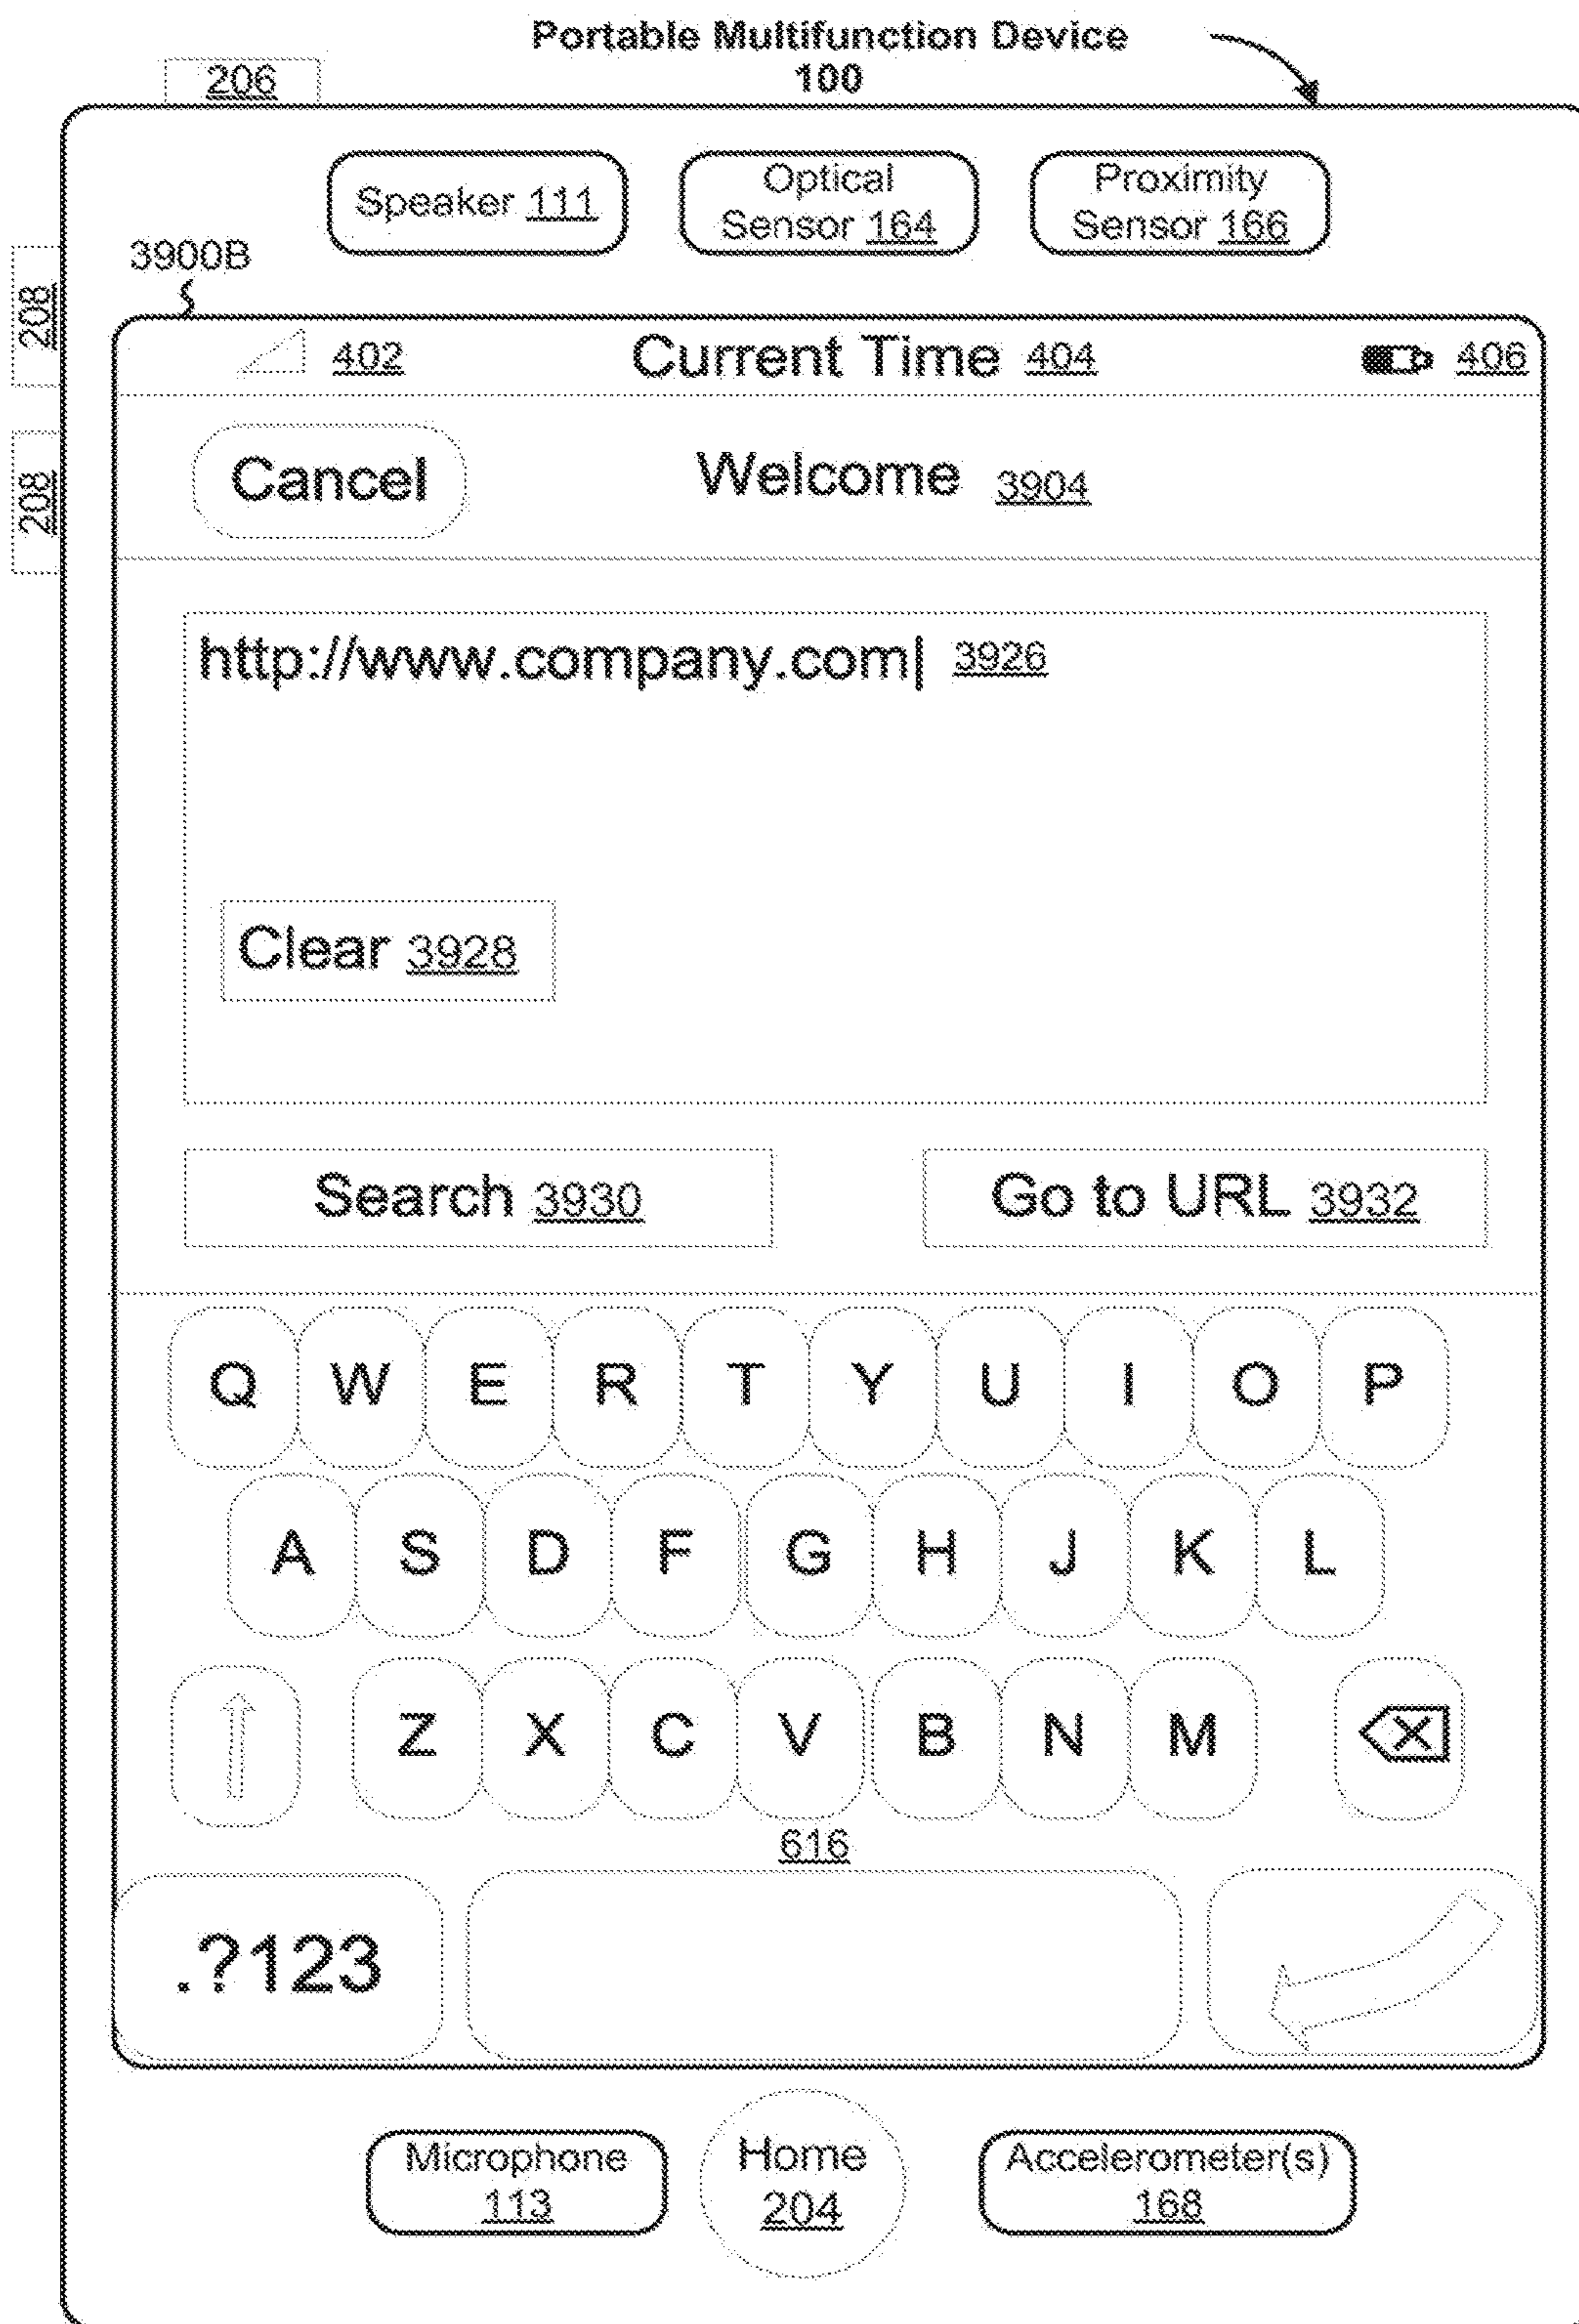 Portable Multifunction Device
100
206
Speaker 111
Optical
Sensor 164
Proximity
Sensor 166
3900B
208
208
402
Current Time 404
406
Cancel
Welcome 3904
http://www.company.com| 3926
Clear 3928
Search 3930
Go to URL 3932
Q W E R T Y U I O P
A S D F G H J K L
Z X C V B N M
616
.?123
Microphone
113
Home
204
Accelerometer(s)
168